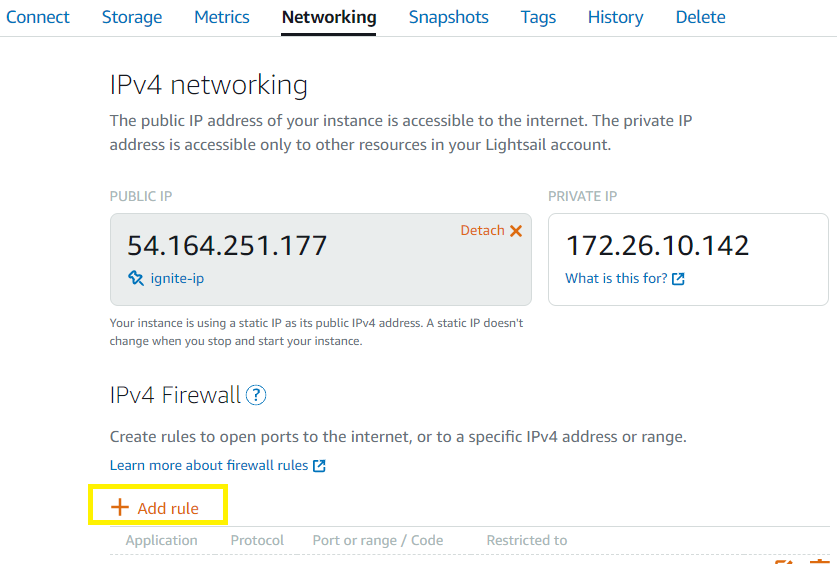 Connect Storage Metrics Networking Snapshots Tags History Delete
IPv4 networking
The public IP address of your instance is accessible to the internet. The private IP
address is accessible only to other resources in your Lightsail account.
PUBLIC IP
54.164.251.177
Detach
ignite-ip
Your instance is using a static IP as its public IPv4 address. A static IP doesn't
change when you stop and start your instance.
PRIVATE IP
172.26.10.142
What is this for?
IPv4 Firewall ?
Create rules to open ports to the internet, or to a specific IPv4 address or range.
Learn more about firewall rules
+ Add rule
Application Protocol Port or range / Code Restricted to